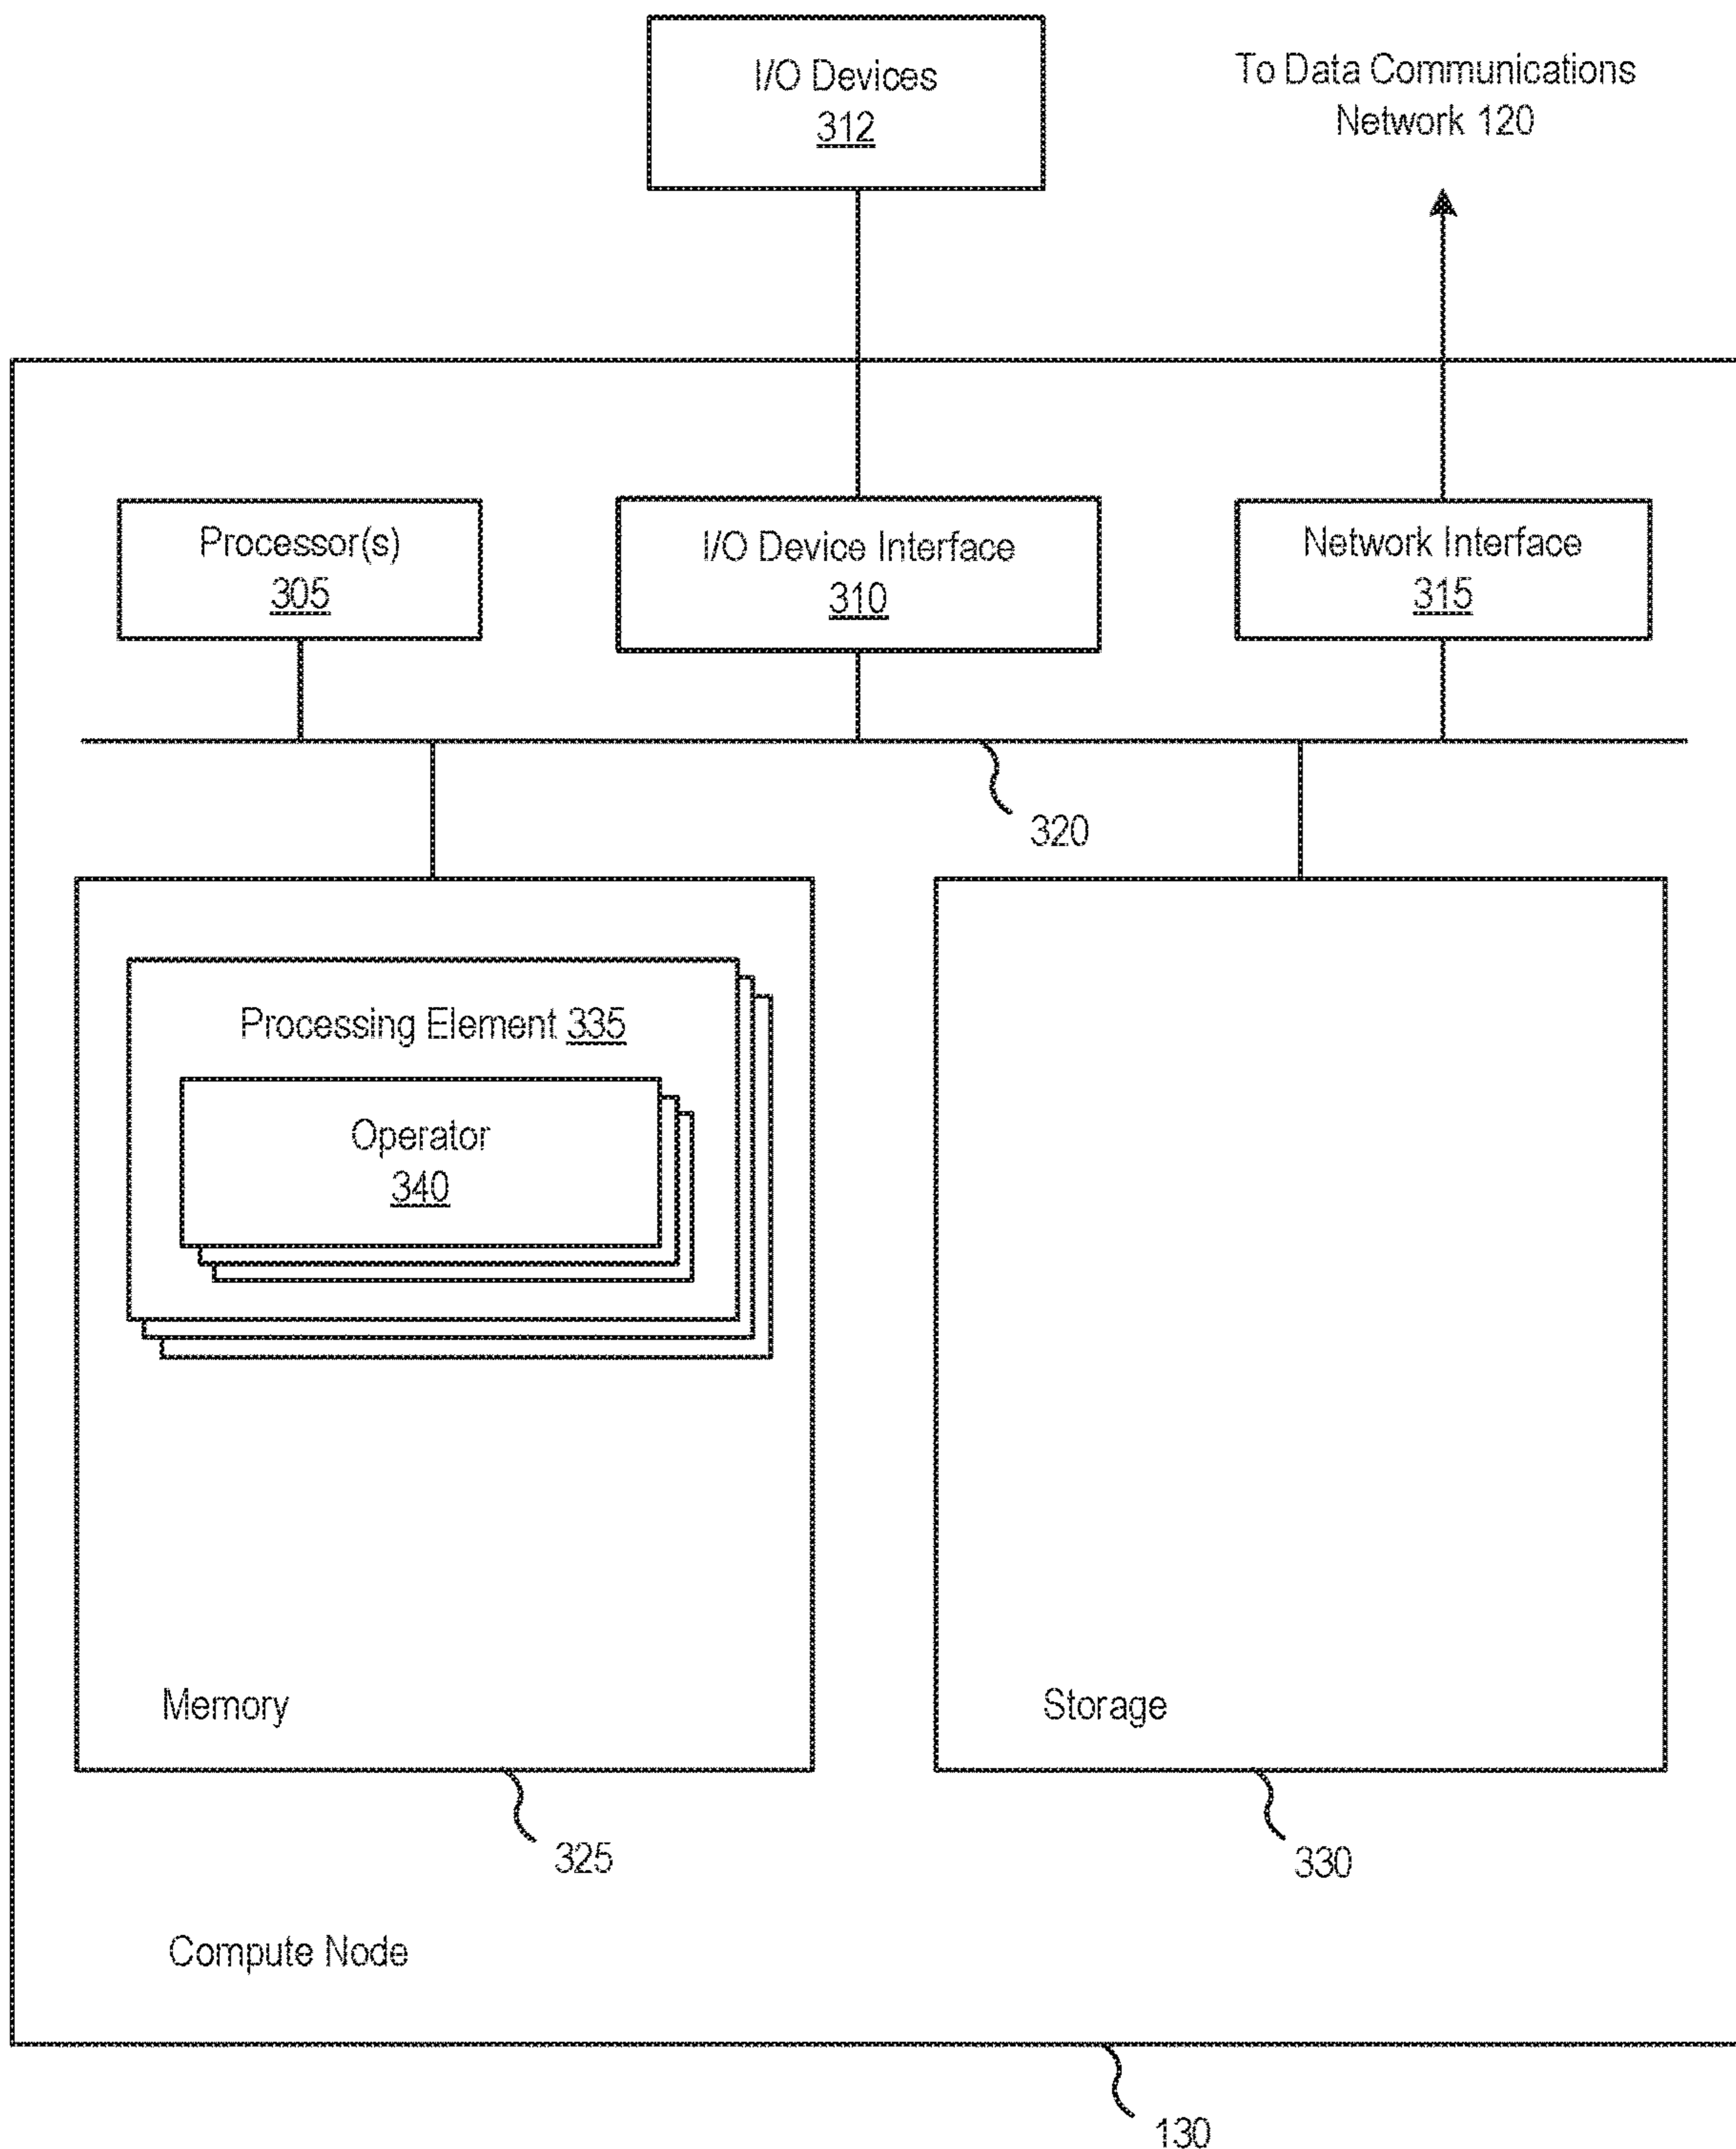 I/O Devices
312
To Data Communications
Network 120
Processor(s)
305
I/O Device Interface
310
Network Interface
315
320
Processing Element 335
Operator
340
Memory
Storage
325
330
Compute Node
130